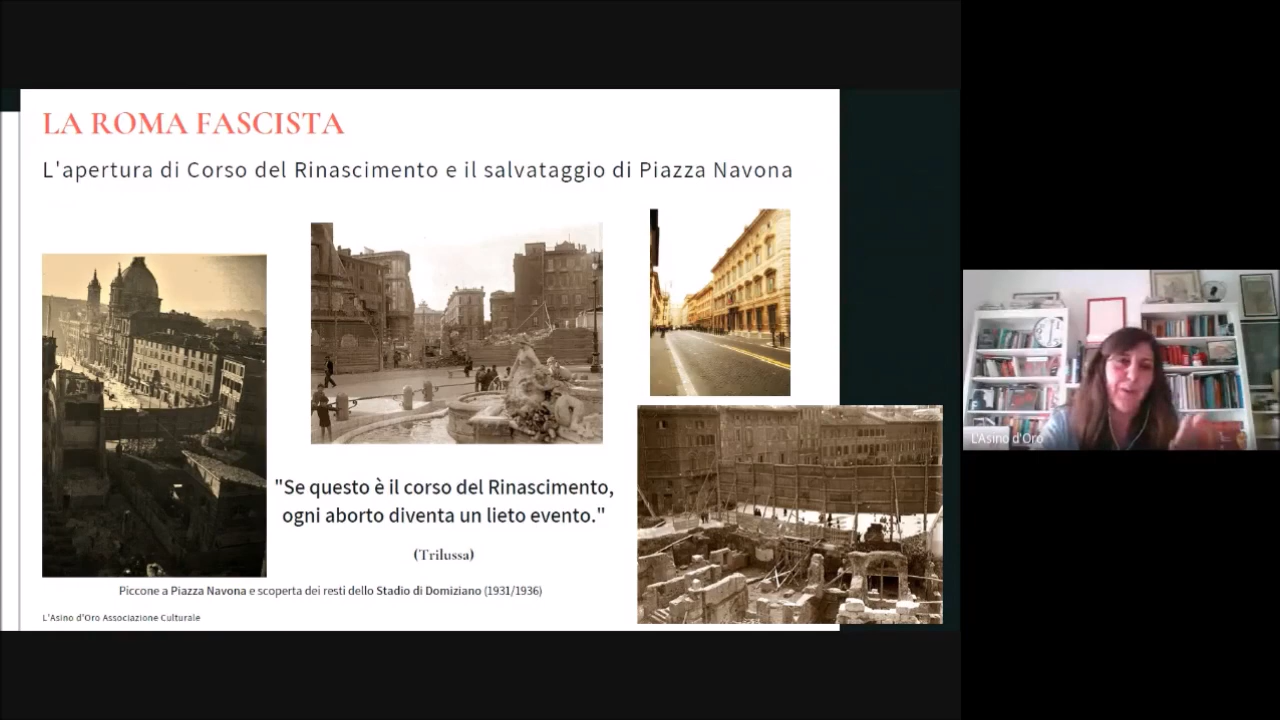 LA ROMA FASCISTA
L'apertura di Corso del Rinascimento e il salvataggio di Piazza Navona
"Se questo è il corso del Rinascimento,
ogni aborto diventa un lieto evento."
(Trilussa)
Piccone a Piazza Navona e scoperta dei resti dello Stadio di Domiziano (1931/1936)
L'Asino d'Oro Associazione Culturale
L'Asino d'Oro